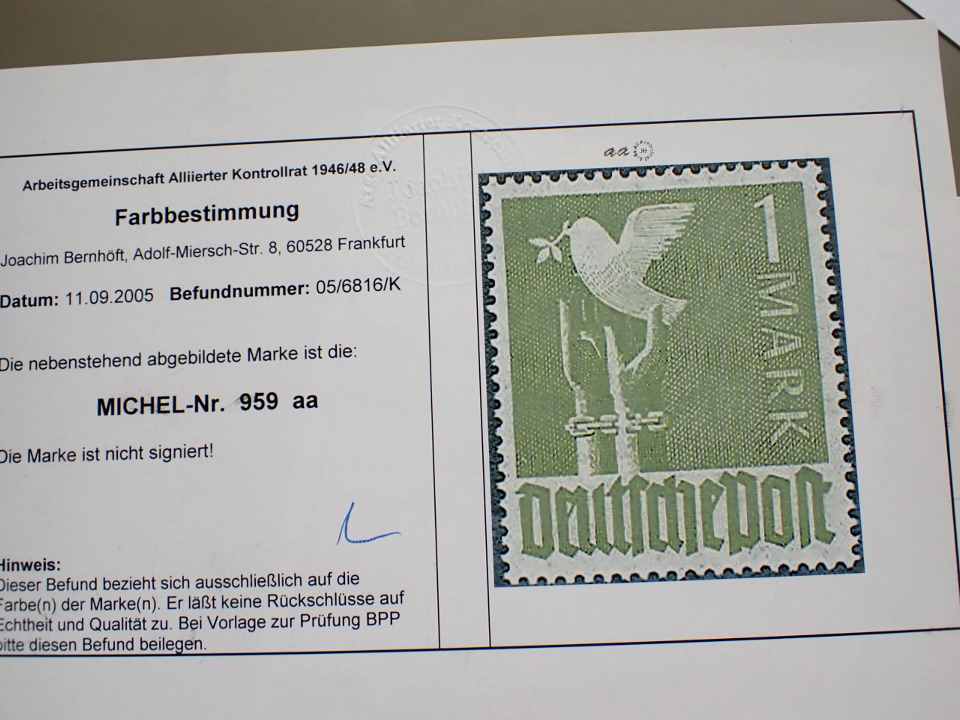 Arbeitsgemeinschaft Alliierter Kontrollrat 1946/48 e.V.
Farbbestimmung
Joachim Bernhöft, Adolf-Miersch-Str. 8, 60528 Frankfurt
Datum: 11.09.2005 Befundnummer: 05/6816/K
Die nebenstehend abgebildete Marke ist die:
MICHEL-Nr. 959 aa
Die Marke ist nicht signiert!
Hinweis:
Dieser Befund bezieht sich ausschließlich auf die
Farbe(n) der Marke(n). Er läßt keine Rückschlüsse auf
Echtheit und Qualität zu. Bei Vorlage zur Prüfung BPP
bitte diesen Befund beilegen.
aa
1 MARK
Deutsche Post